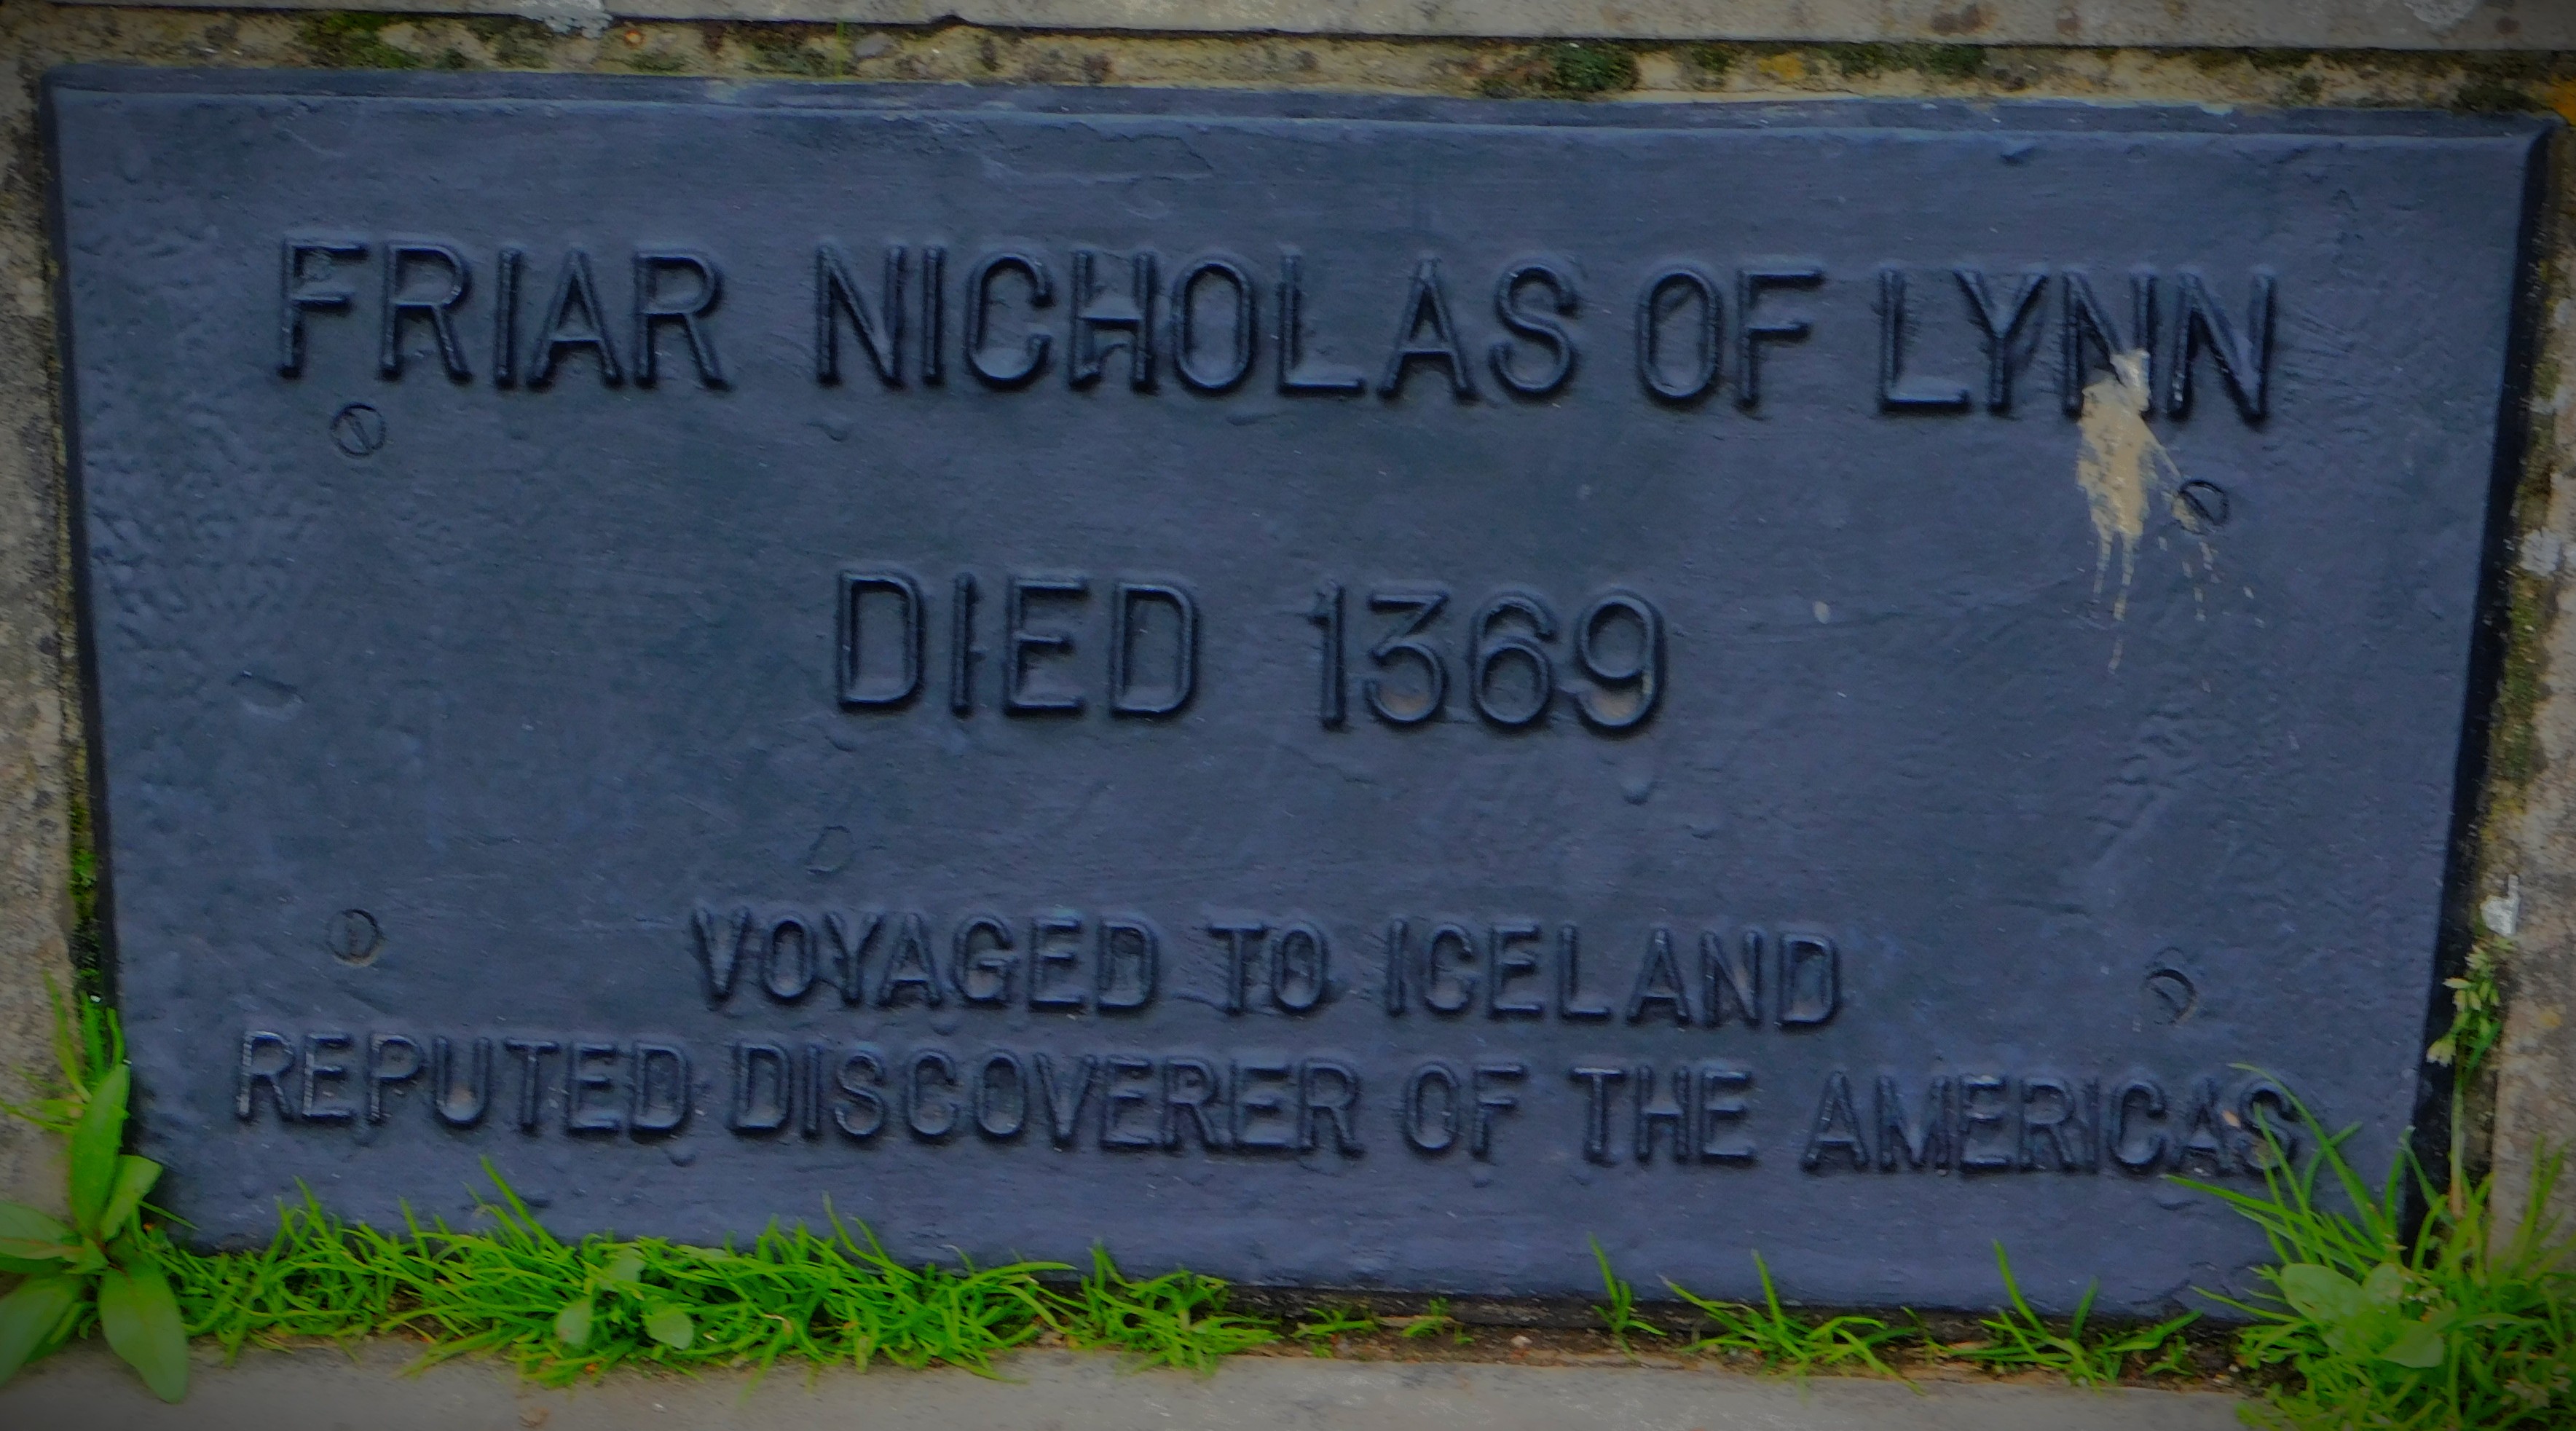 FRIAR NICHOLAS OF LYNN
DIED 1369
VOYAGED TO ICELAND
REPUTED DISCOVERER OF THE AMERICAS